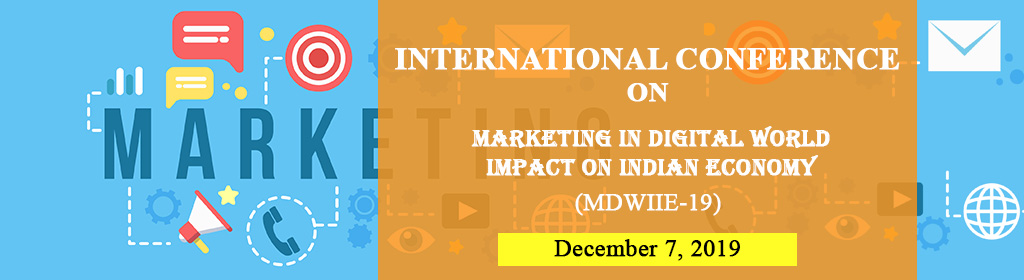 MARKETING
INTERNATIONAL CONFERENCE
ON
MARKETING IN DIGITAL WORLD
IMPACT ON INDIAN ECONOMY
(MDWIIE-19)
December 7, 2019